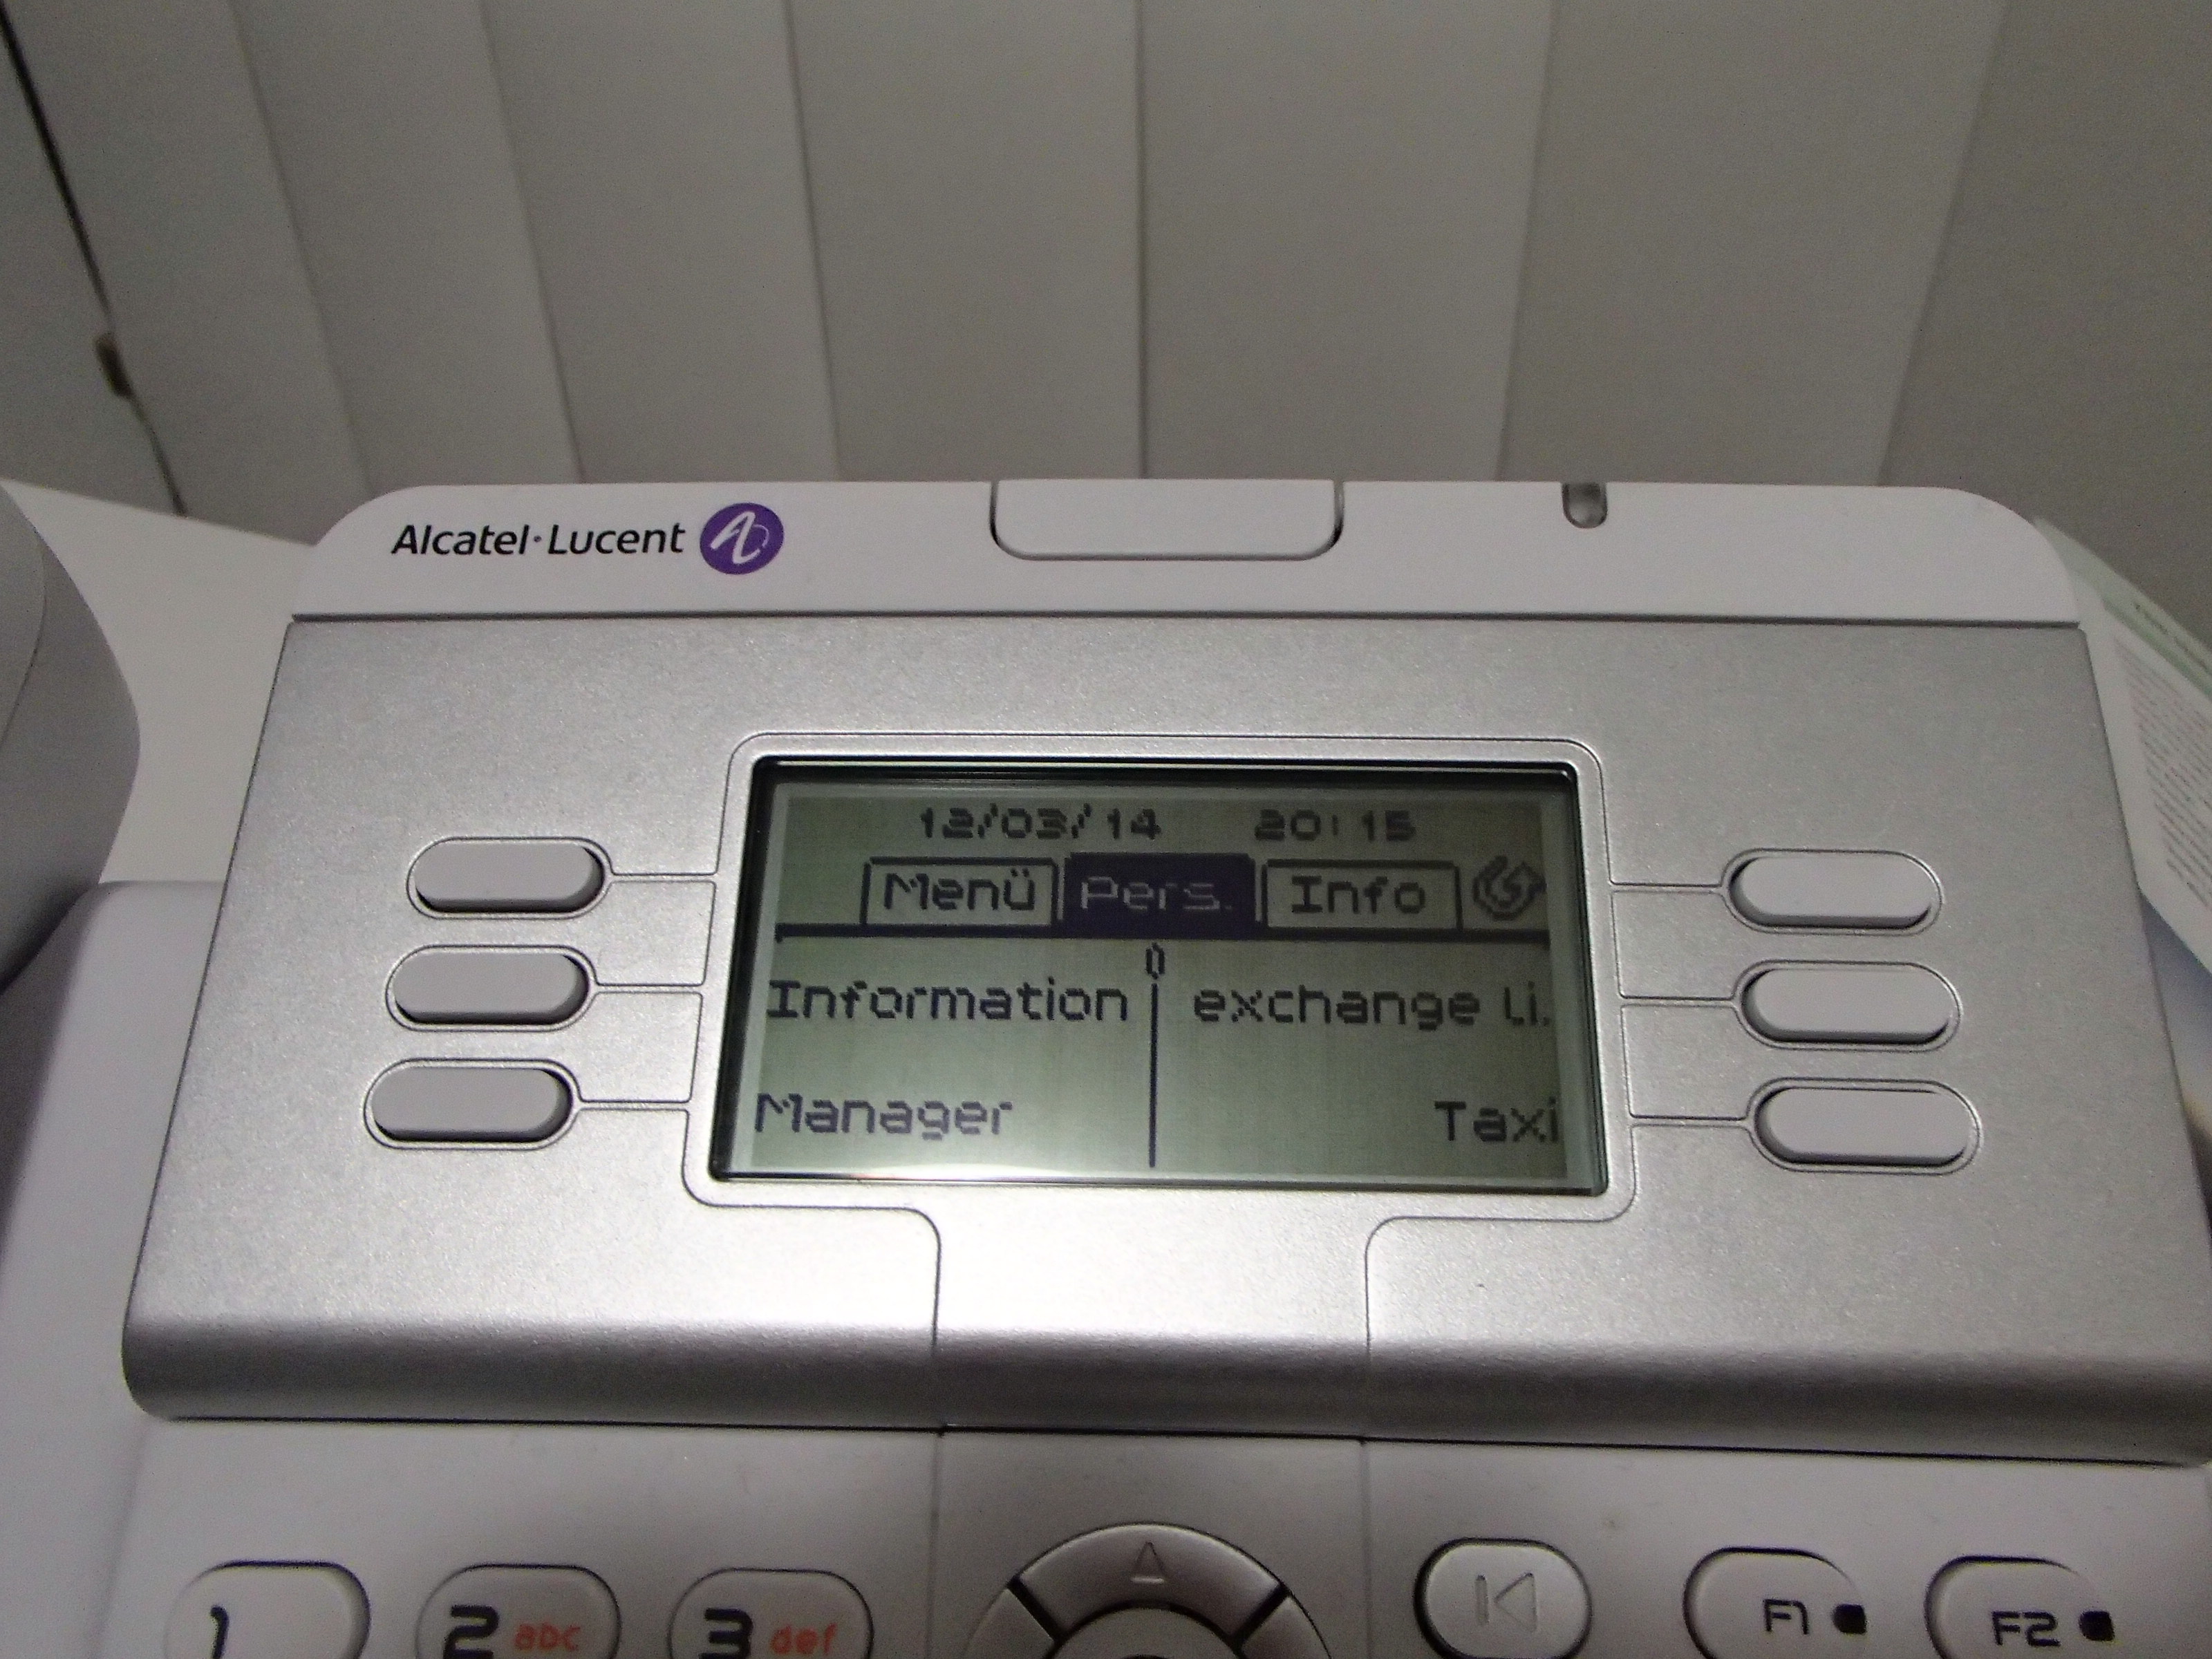 Alcatel·Lucent
12/03/14 20:15
Menü Pers. Info
Information exchange li.
Manager Taxi
1 2 abc 3 def F1 F2